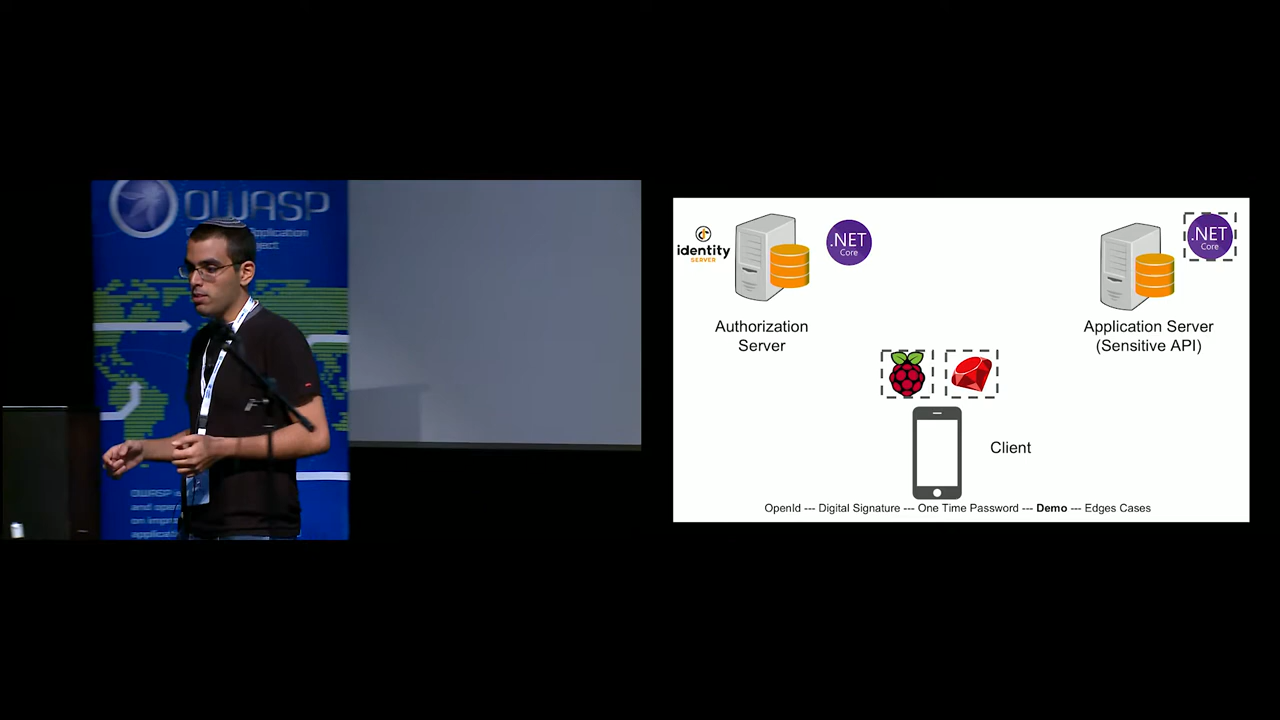 OWASP
identity
SERVER
.NET
Core
.NET
Core
Authorization
Server
Application Server
(Sensitive API)
Client
OpenId --- Digital Signature --- One Time Password --- Demo --- Edges Cases